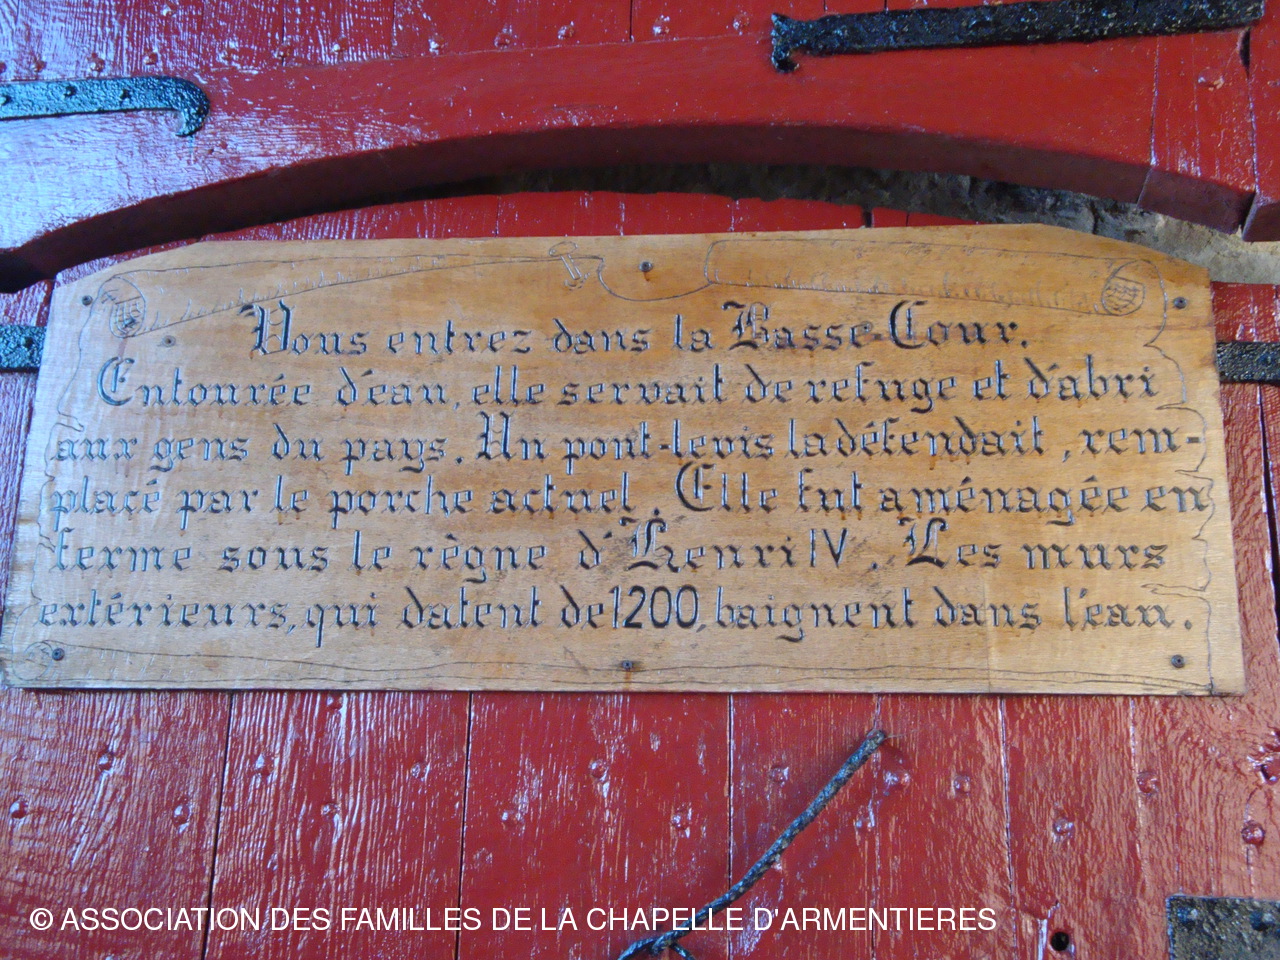 Vous entrez dans la Basse-Cour.
Entourée d'eau, elle servait de refuge et d'abri
aux gens du pays. Un pont-levis la défendait, rem-
placé par le porche actuel. Elle fut aménagée en
ferme sous le règne d'Henri IV. Les murs
extérieurs, qui datent de 1200, baignent dans l'eau.
© ASSOCIATION DES FAMILLES DE LA CHAPELLE D'ARMENTIERES